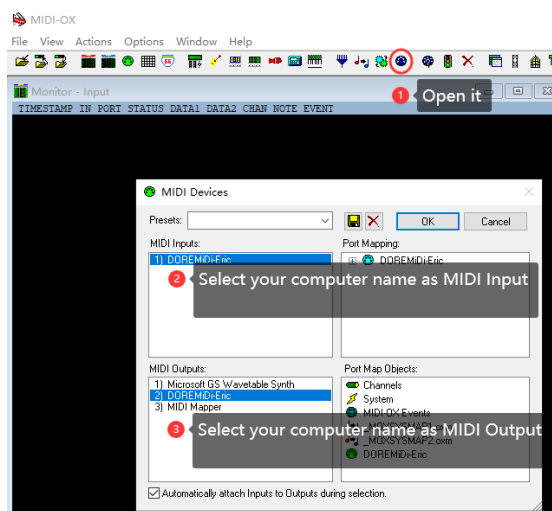 MIDI-OX
File View Actions Options Window Help
1 Open it
Monitor - Input
TIMESTAMP IN PORT STATUS DATA1 DATA2 CHAN NOTE EVENT
MIDI Devices
Presets: OK Cancel
MIDI Inputs: Port Mapping:
1) DOREMiDi-Eric DOREMiDi-Eric
2 Select your computer name as MIDI Input
MIDI Outputs: Port Map Objects:
1) Microsoft GS Wavetable Synth Channels
2) DOREMiDi-Eric System
3) MIDI Mapper MIDI-OX Events
_MOXSYSMAP1.oxm
3 Select your computer name as MIDI Output
_MOXSYSMAP2.oxm
DOREMiDi-Eric
Automatically attach Inputs to Outputs during selection.